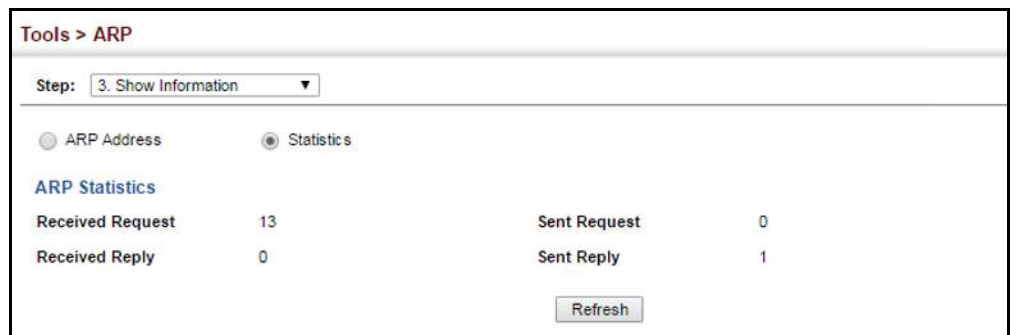 Tools > ARP
Step: 3. Show Information
ARP Address Statistics
ARP Statistics
Received Request 13 Sent Request 0
Received Reply 0 Sent Reply 1
Refresh